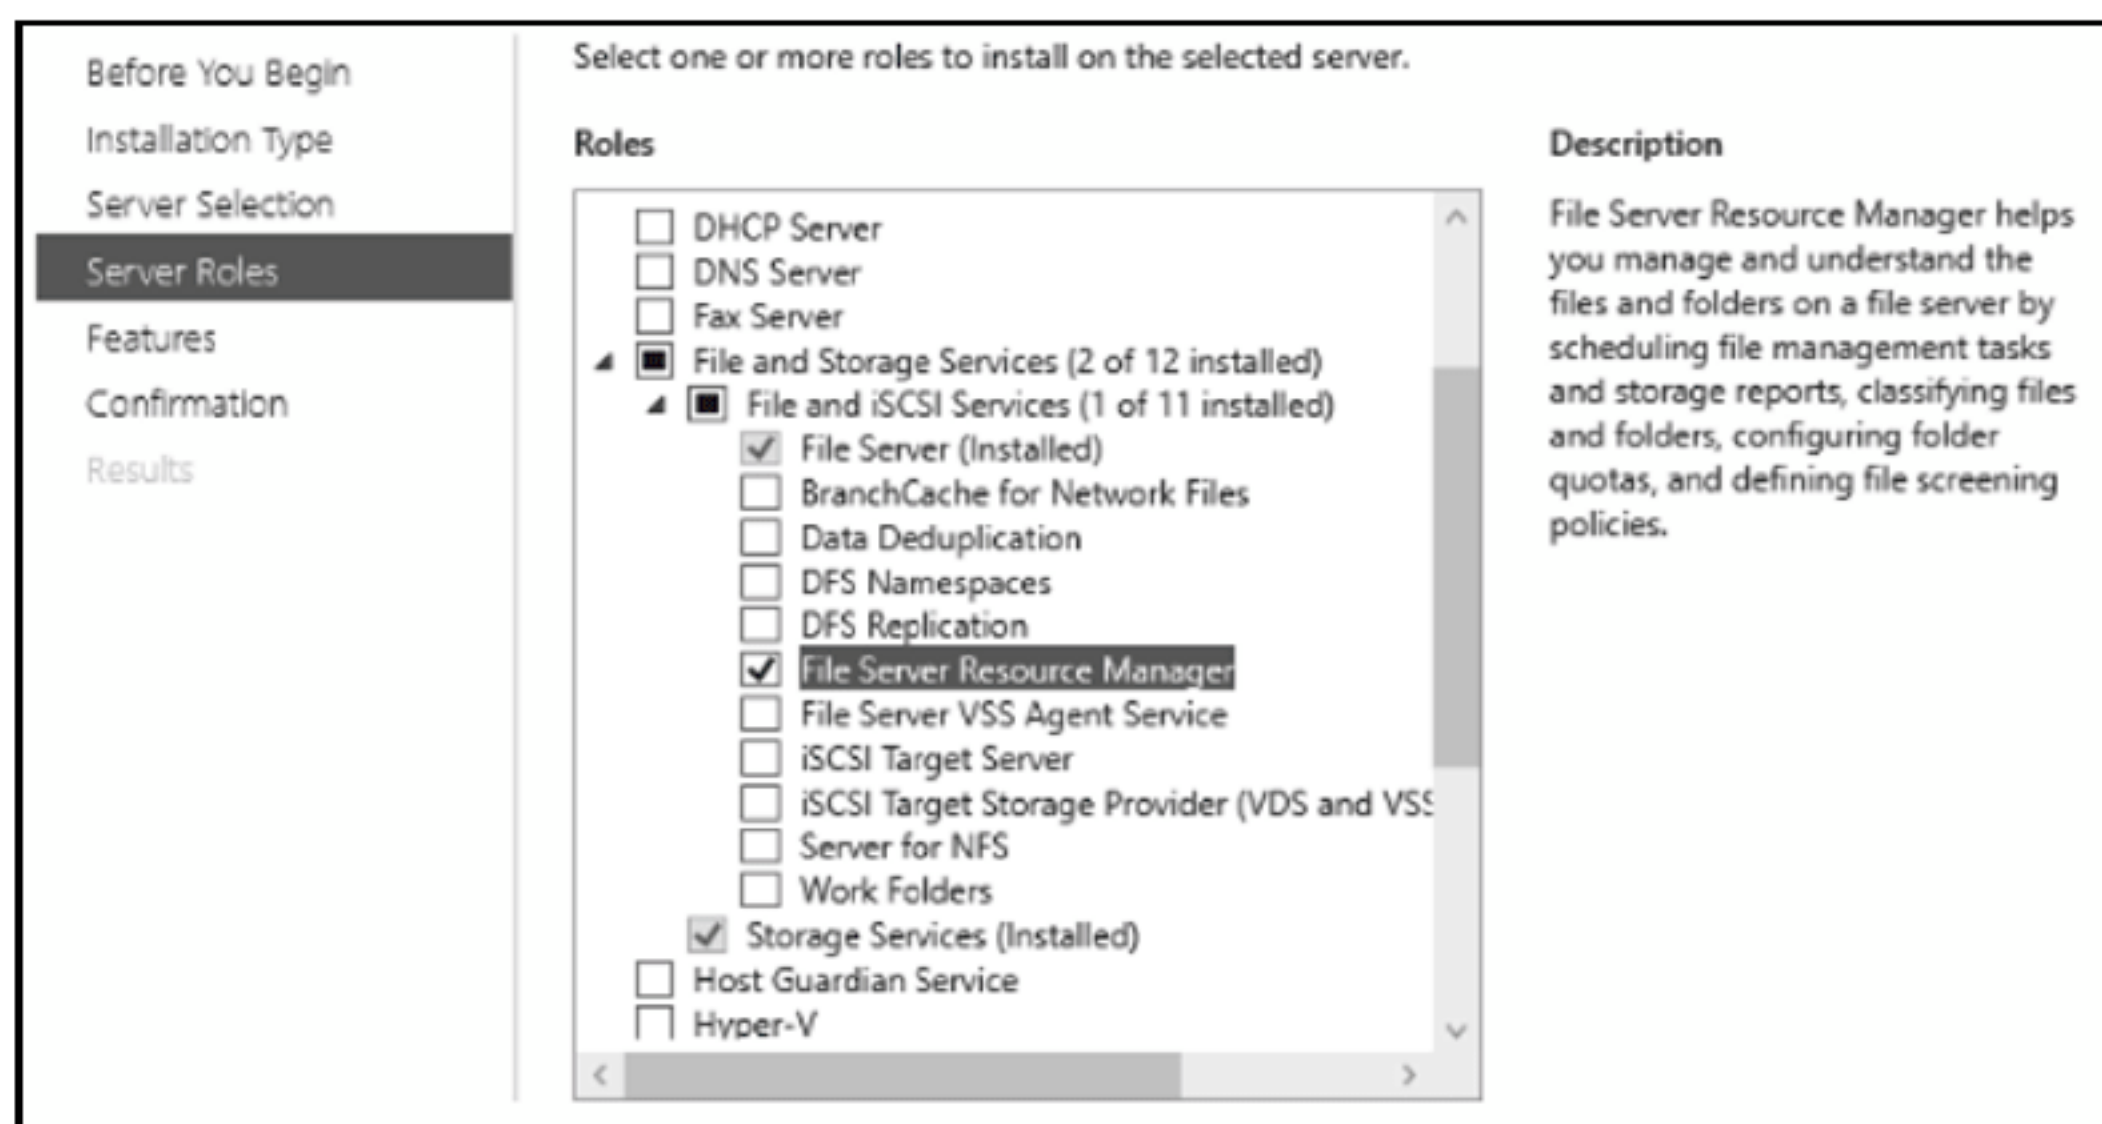 Before You Begin
Installation Type
Server Selection
Server Roles
Features
Confirmation
Results
Select one or more roles to install on the selected server.
Roles
DHCP Server
DNS Server
Fax Server
File and Storage Services (2 of 12 installed)
File and iSCSI Services (1 of 11 installed)
File Server (Installed)
BranchCache for Network Files
Data Deduplication
DFS Namespaces
DFS Replication
File Server Resource Manager
File Server VSS Agent Service
iSCSI Target Server
iSCSI Target Storage Provider (VDS and VSS
Server for NFS
Work Folders
Storage Services (Installed)
Host Guardian Service
Hyper-V
Description
File Server Resource Manager helps
you manage and understand the
files and folders on a file server by
scheduling file management tasks
and storage reports, classifying files
and folders, configuring folder
quotas, and defining file screening
policies.